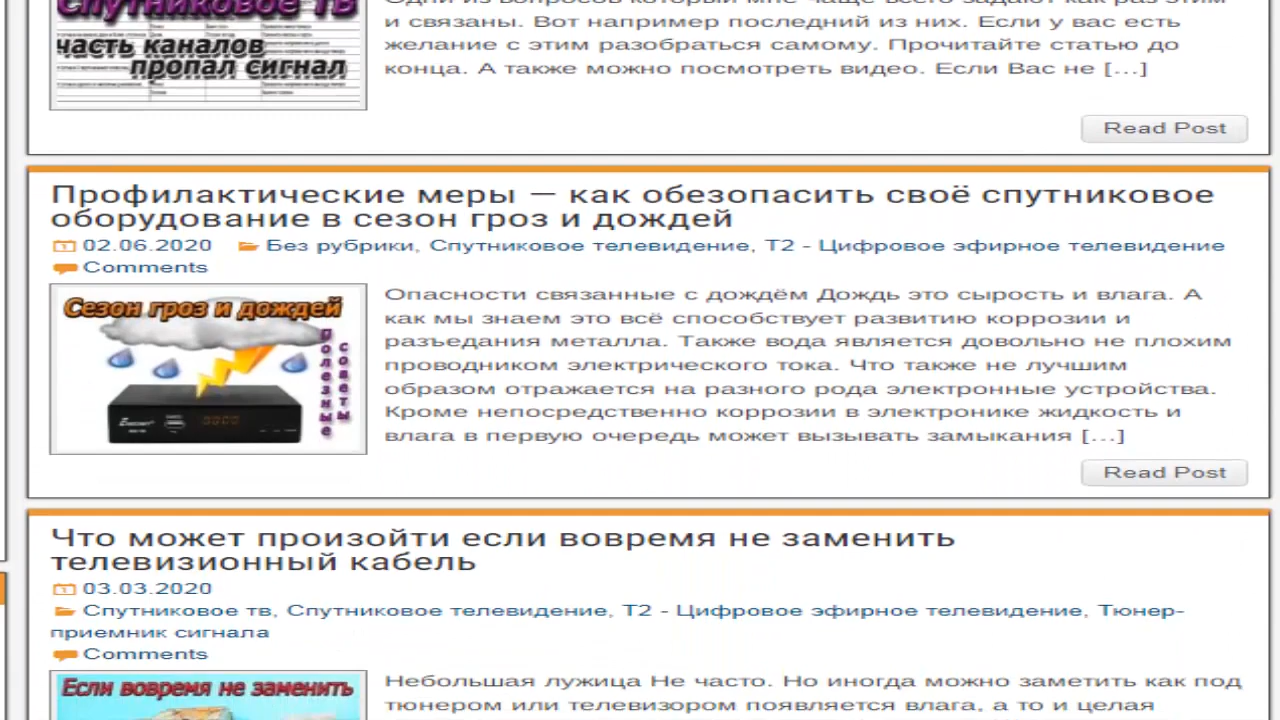 Спутниковое ТВ
часть каналов
пропал сигнал
и связаны. Вот например последний из них. Если у вас есть
желание с этим разобраться самому. Прочитайте статью до
конца. А также можно посмотреть видео. Если Вас не [...]
Read Post
Профилактические меры — как обезопасить своё спутниковое
оборудование в сезон гроз и дождей
02.06.2020 Без рубрики, Спутниковое телевидение, Т2 - Цифровое эфирное телевидение
Comments
Сезон гроз и дождей
полезные
советы
Опасности связанные с дождём Дождь это сырость и влага. А
как мы знаем это всё способствует развитию коррозии и
разъедания металла. Также вода является довольно не плохим
проводником электрического тока. Что также не лучшим
образом отражается на разного рода электронные устройства.
Кроме непосредственно коррозии в электронике жидкость и
влага в первую очередь может вызывать замыкания [...]
Read Post
Что может произойти если вовремя не заменить
телевизионный кабель
03.03.2020
Спутниковое тв, Спутниковое телевидение, Т2 - Цифровое эфирное телевидение, Тюнер-
приемник сигнала
Comments
Если вовремя не заменить
Небольшая лужица Не часто. Но иногда можно заметить как под
тюнером или телевизором появляется влага, а то и целая